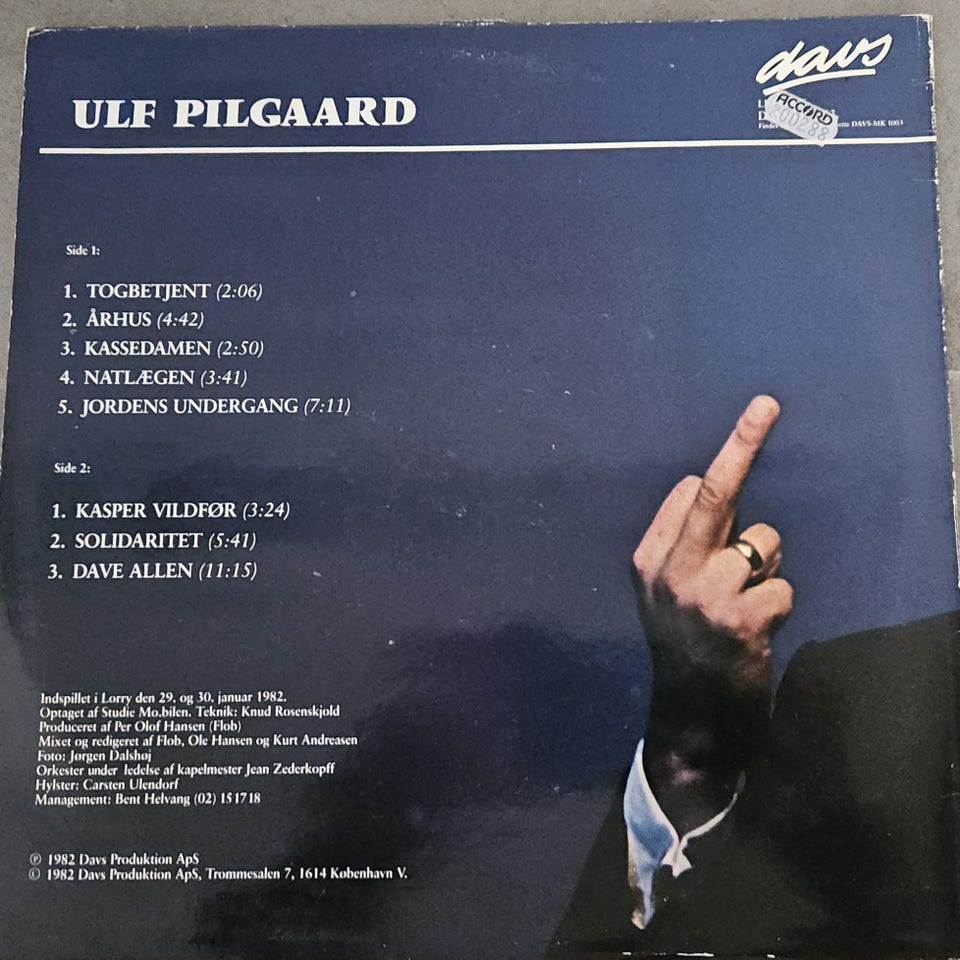 davs
ULF PILGAARD
ACCORD
DAVS-MK 1003
Side 1:
1. TOGBETJENT (2:06)
2. ÅRHUS (4:42)
3. KASSEDAMEN (2:50)
4. NATLÆGEN (3:41)
5. JORDENS UNDERGANG (7:11)
Side 2:
1. KASPER VILDFØR (3:24)
2. SOLIDARITET (5:41)
3. DAVE ALLEN (11:15)
Indspillet i Lorry den 29. og 30. januar 1982.
Optaget af Studie Mo.bilen. Teknik: Knud Rosenskjold
Produceret af Per Olof Hansen (Flob)
Mixet og redigeret af Flob, Ole Hansen og Kurt Andreasen
Foto: Jørgen Dalshøj
Orkester under ledelse af kapelmester Jean Zederkopff
Hylster: Carsten Ulendorf
Management: Bent Helvang (02) 151718
℗ 1982 Davs Produktion ApS
© 1982 Davs Produktion ApS, Trommesalen 7, 1614 København V.